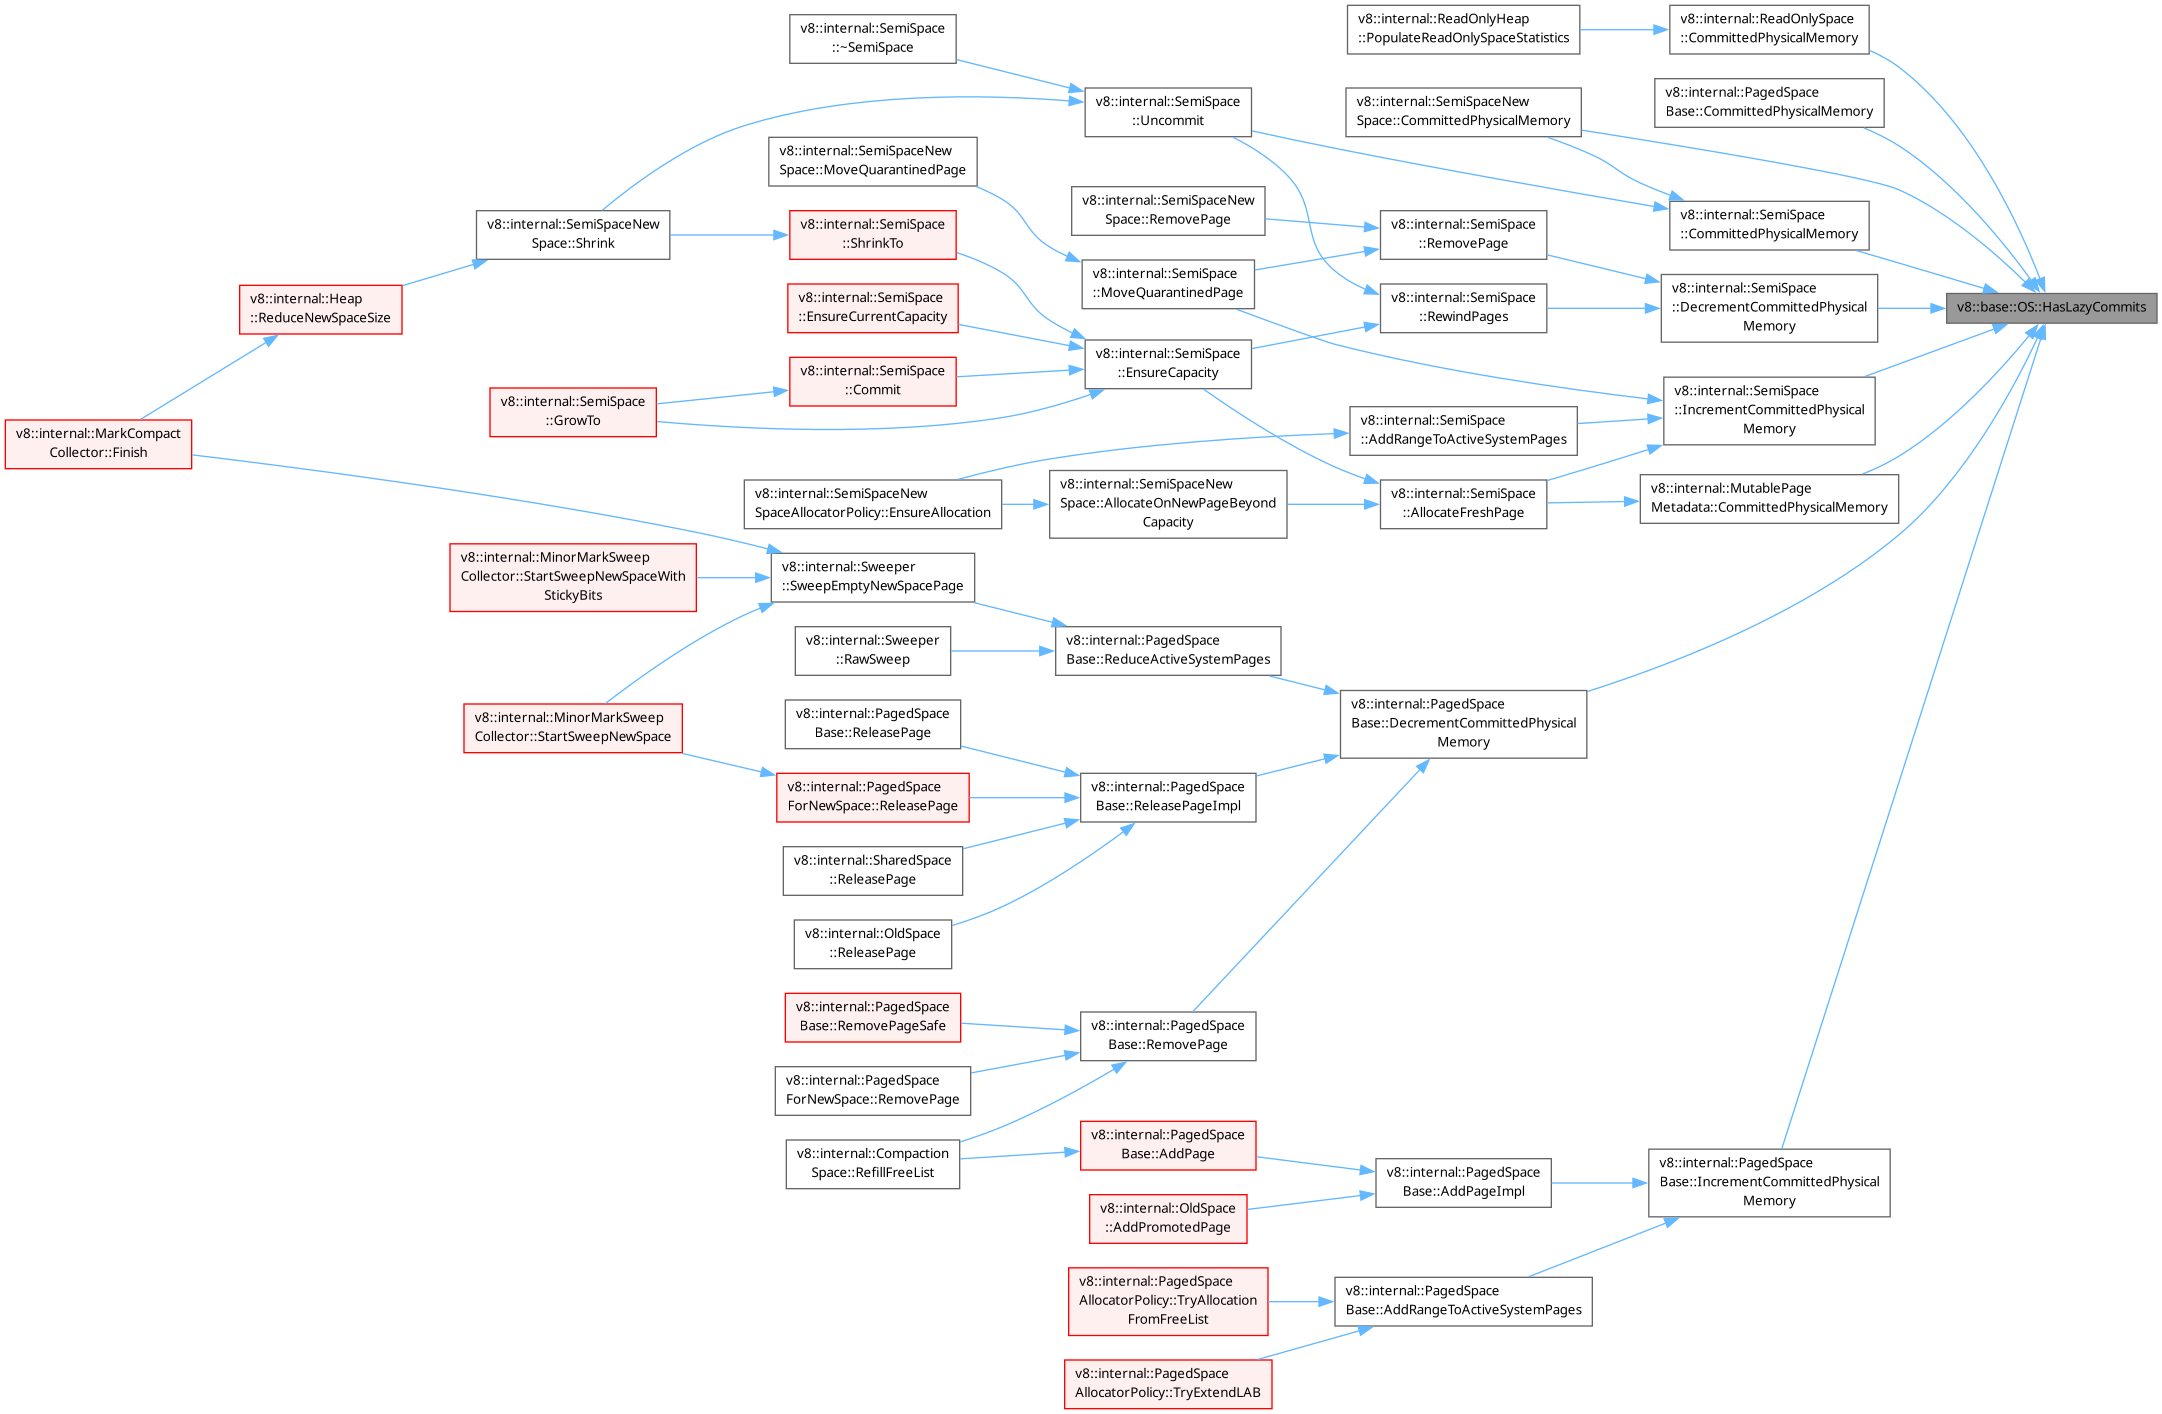 v8::internal::SemiSpace
::~SemiSpace
v8::internal::ReadOnlyHeap
::PopulateReadOnlySpaceStatistics
v8::internal::ReadOnlySpace
::CommittedPhysicalMemory
v8::internal::SemiSpace
::Uncommit
v8::internal::SemiSpaceNew
Space::CommittedPhysicalMemory
v8::internal::PagedSpace
Base::CommittedPhysicalMemory
v8::internal::SemiSpaceNew
Space::MoveQuarantinedPage
v8::internal::SemiSpaceNew
Space::RemovePage
v8::internal::SemiSpaceNew
Space::Shrink
v8::internal::SemiSpace
::ShrinkTo
v8::internal::SemiSpace
::RemovePage
v8::internal::SemiSpace
::CommittedPhysicalMemory
v8::internal::SemiSpace
::MoveQuarantinedPage
v8::internal::Heap
::ReduceNewSpaceSize
v8::internal::SemiSpace
::EnsureCurrentCapacity
v8::internal::SemiSpace
::RewindPages
v8::internal::SemiSpace
::DecrementCommittedPhysical
Memory
v8::base::OS::HasLazyCommits
v8::internal::SemiSpace
::EnsureCapacity
v8::internal::SemiSpace
::Commit
v8::internal::SemiSpace
::GrowTo
v8::internal::SemiSpace
::IncrementCommittedPhysical
Memory
v8::internal::MarkCompact
Collector::Finish
v8::internal::SemiSpace
::AddRangeToActiveSystemPages
v8::internal::SemiSpaceNew
SpaceAllocatorPolicy::EnsureAllocation
v8::internal::SemiSpaceNew
Space::AllocateOnNewPageBeyond
Capacity
v8::internal::SemiSpace
::AllocateFreshPage
v8::internal::MutablePage
Metadata::CommittedPhysicalMemory
v8::internal::MinorMarkSweep
Collector::StartSweepNewSpaceWith
StickyBits
v8::internal::Sweeper
::SweepEmptyNewSpacePage
v8::internal::Sweeper
::RawSweep
v8::internal::PagedSpace
Base::ReduceActiveSystemPages
v8::internal::MinorMarkSweep
Collector::StartSweepNewSpace
v8::internal::PagedSpace
Base::ReleasePage
v8::internal::PagedSpace
Base::DecrementCommittedPhysical
Memory
v8::internal::PagedSpace
ForNewSpace::ReleasePage
v8::internal::PagedSpace
Base::ReleasePageImpl
v8::internal::SharedSpace
::ReleasePage
v8::internal::OldSpace
::ReleasePage
v8::internal::PagedSpace
Base::RemovePageSafe
v8::internal::PagedSpace
Base::RemovePage
v8::internal::PagedSpace
ForNewSpace::RemovePage
v8::internal::Compaction
Space::RefillFreeList
v8::internal::PagedSpace
Base::AddPage
v8::internal::PagedSpace
Base::AddPageImpl
v8::internal::PagedSpace
Base::IncrementCommittedPhysical
Memory
v8::internal::OldSpace
::AddPromotedPage
v8::internal::PagedSpace
AllocatorPolicy::TryAllocation
FromFreeList
v8::internal::PagedSpace
Base::AddRangeToActiveSystemPages
v8::internal::PagedSpace
AllocatorPolicy::TryExtendLAB